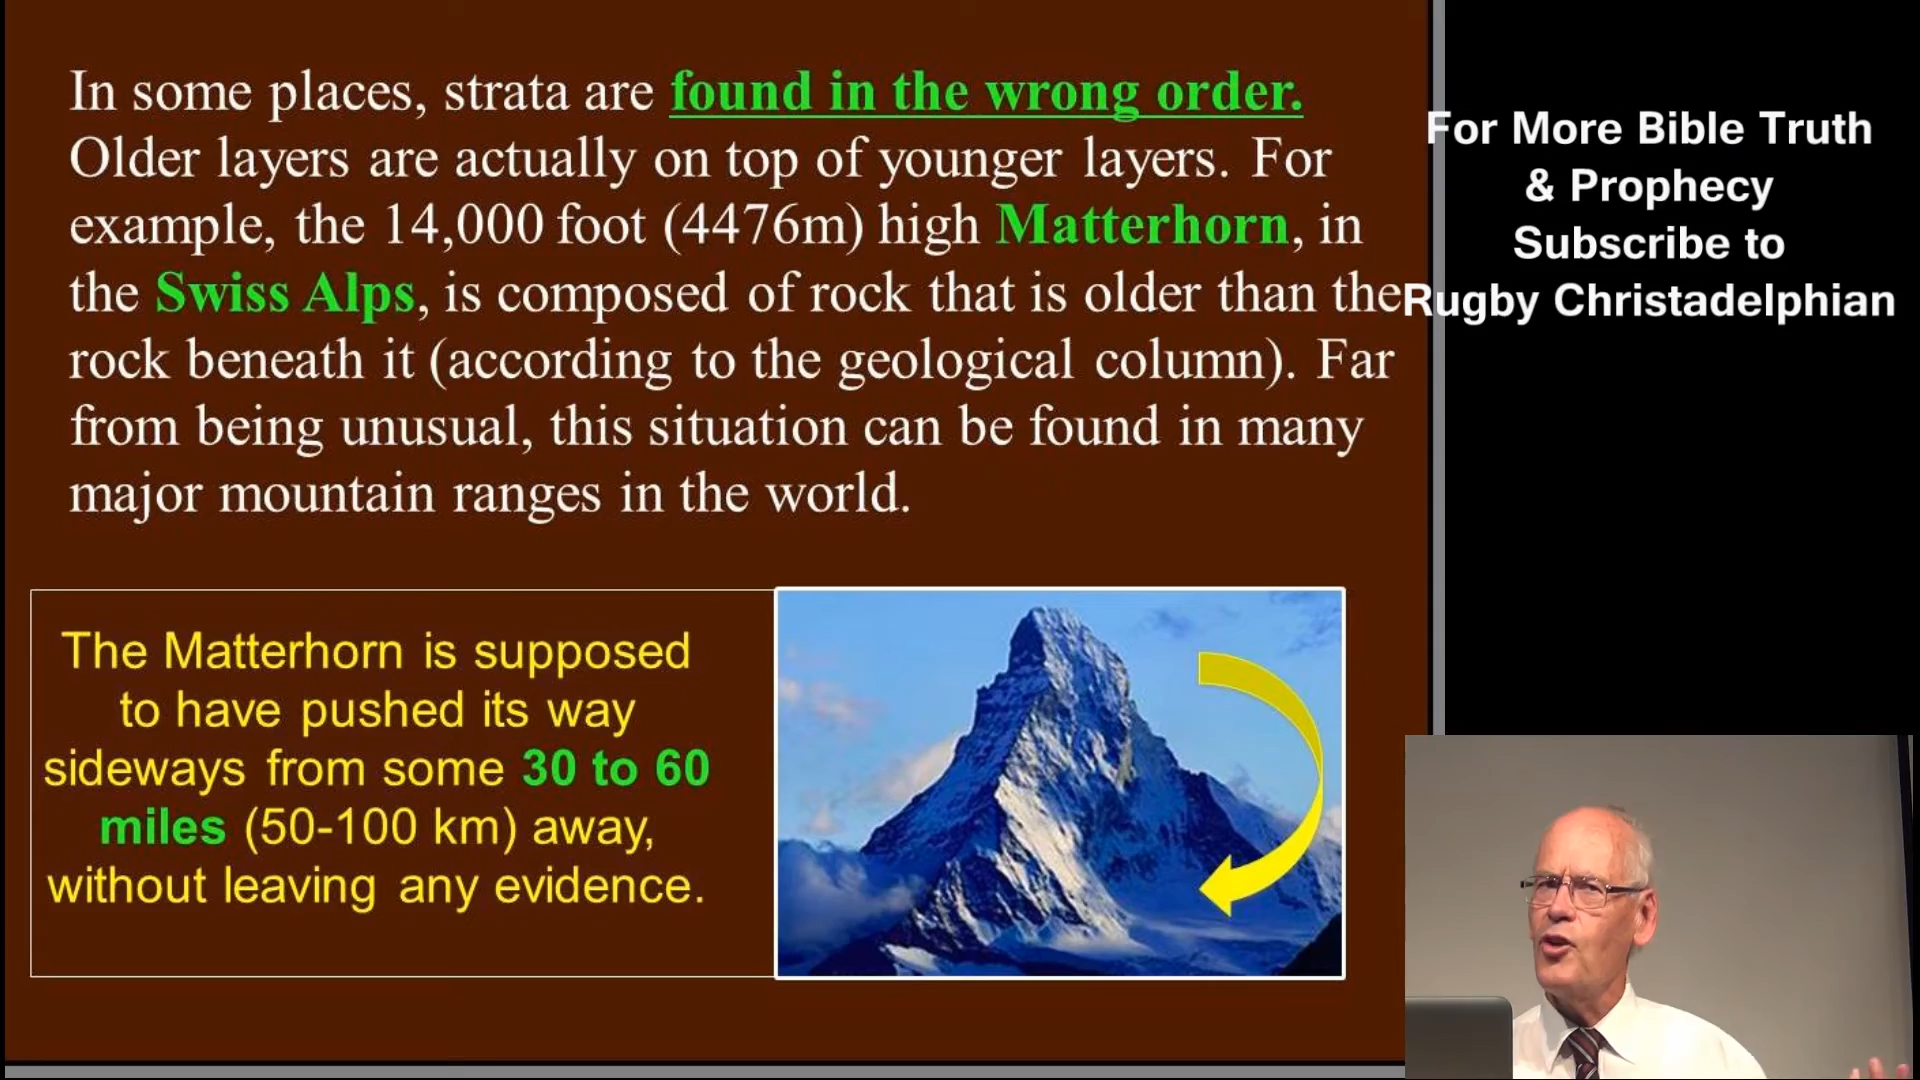 In some places, strata are found in the wrong order.
Older layers are actually on top of younger layers. For
example, the 14,000 foot (4476m) high Matterhorn, in
the Swiss Alps, is composed of rock that is older than the
rock beneath it (according to the geological column). Far
from being unusual, this situation can be found in many
major mountain ranges in the world.
The Matterhorn is supposed
to have pushed its way
sideways from some 30 to 60
miles (50-100 km) away,
without leaving any evidence.
For More Bible Truth
& Prophecy
Subscribe to
Rugby Christadelphian